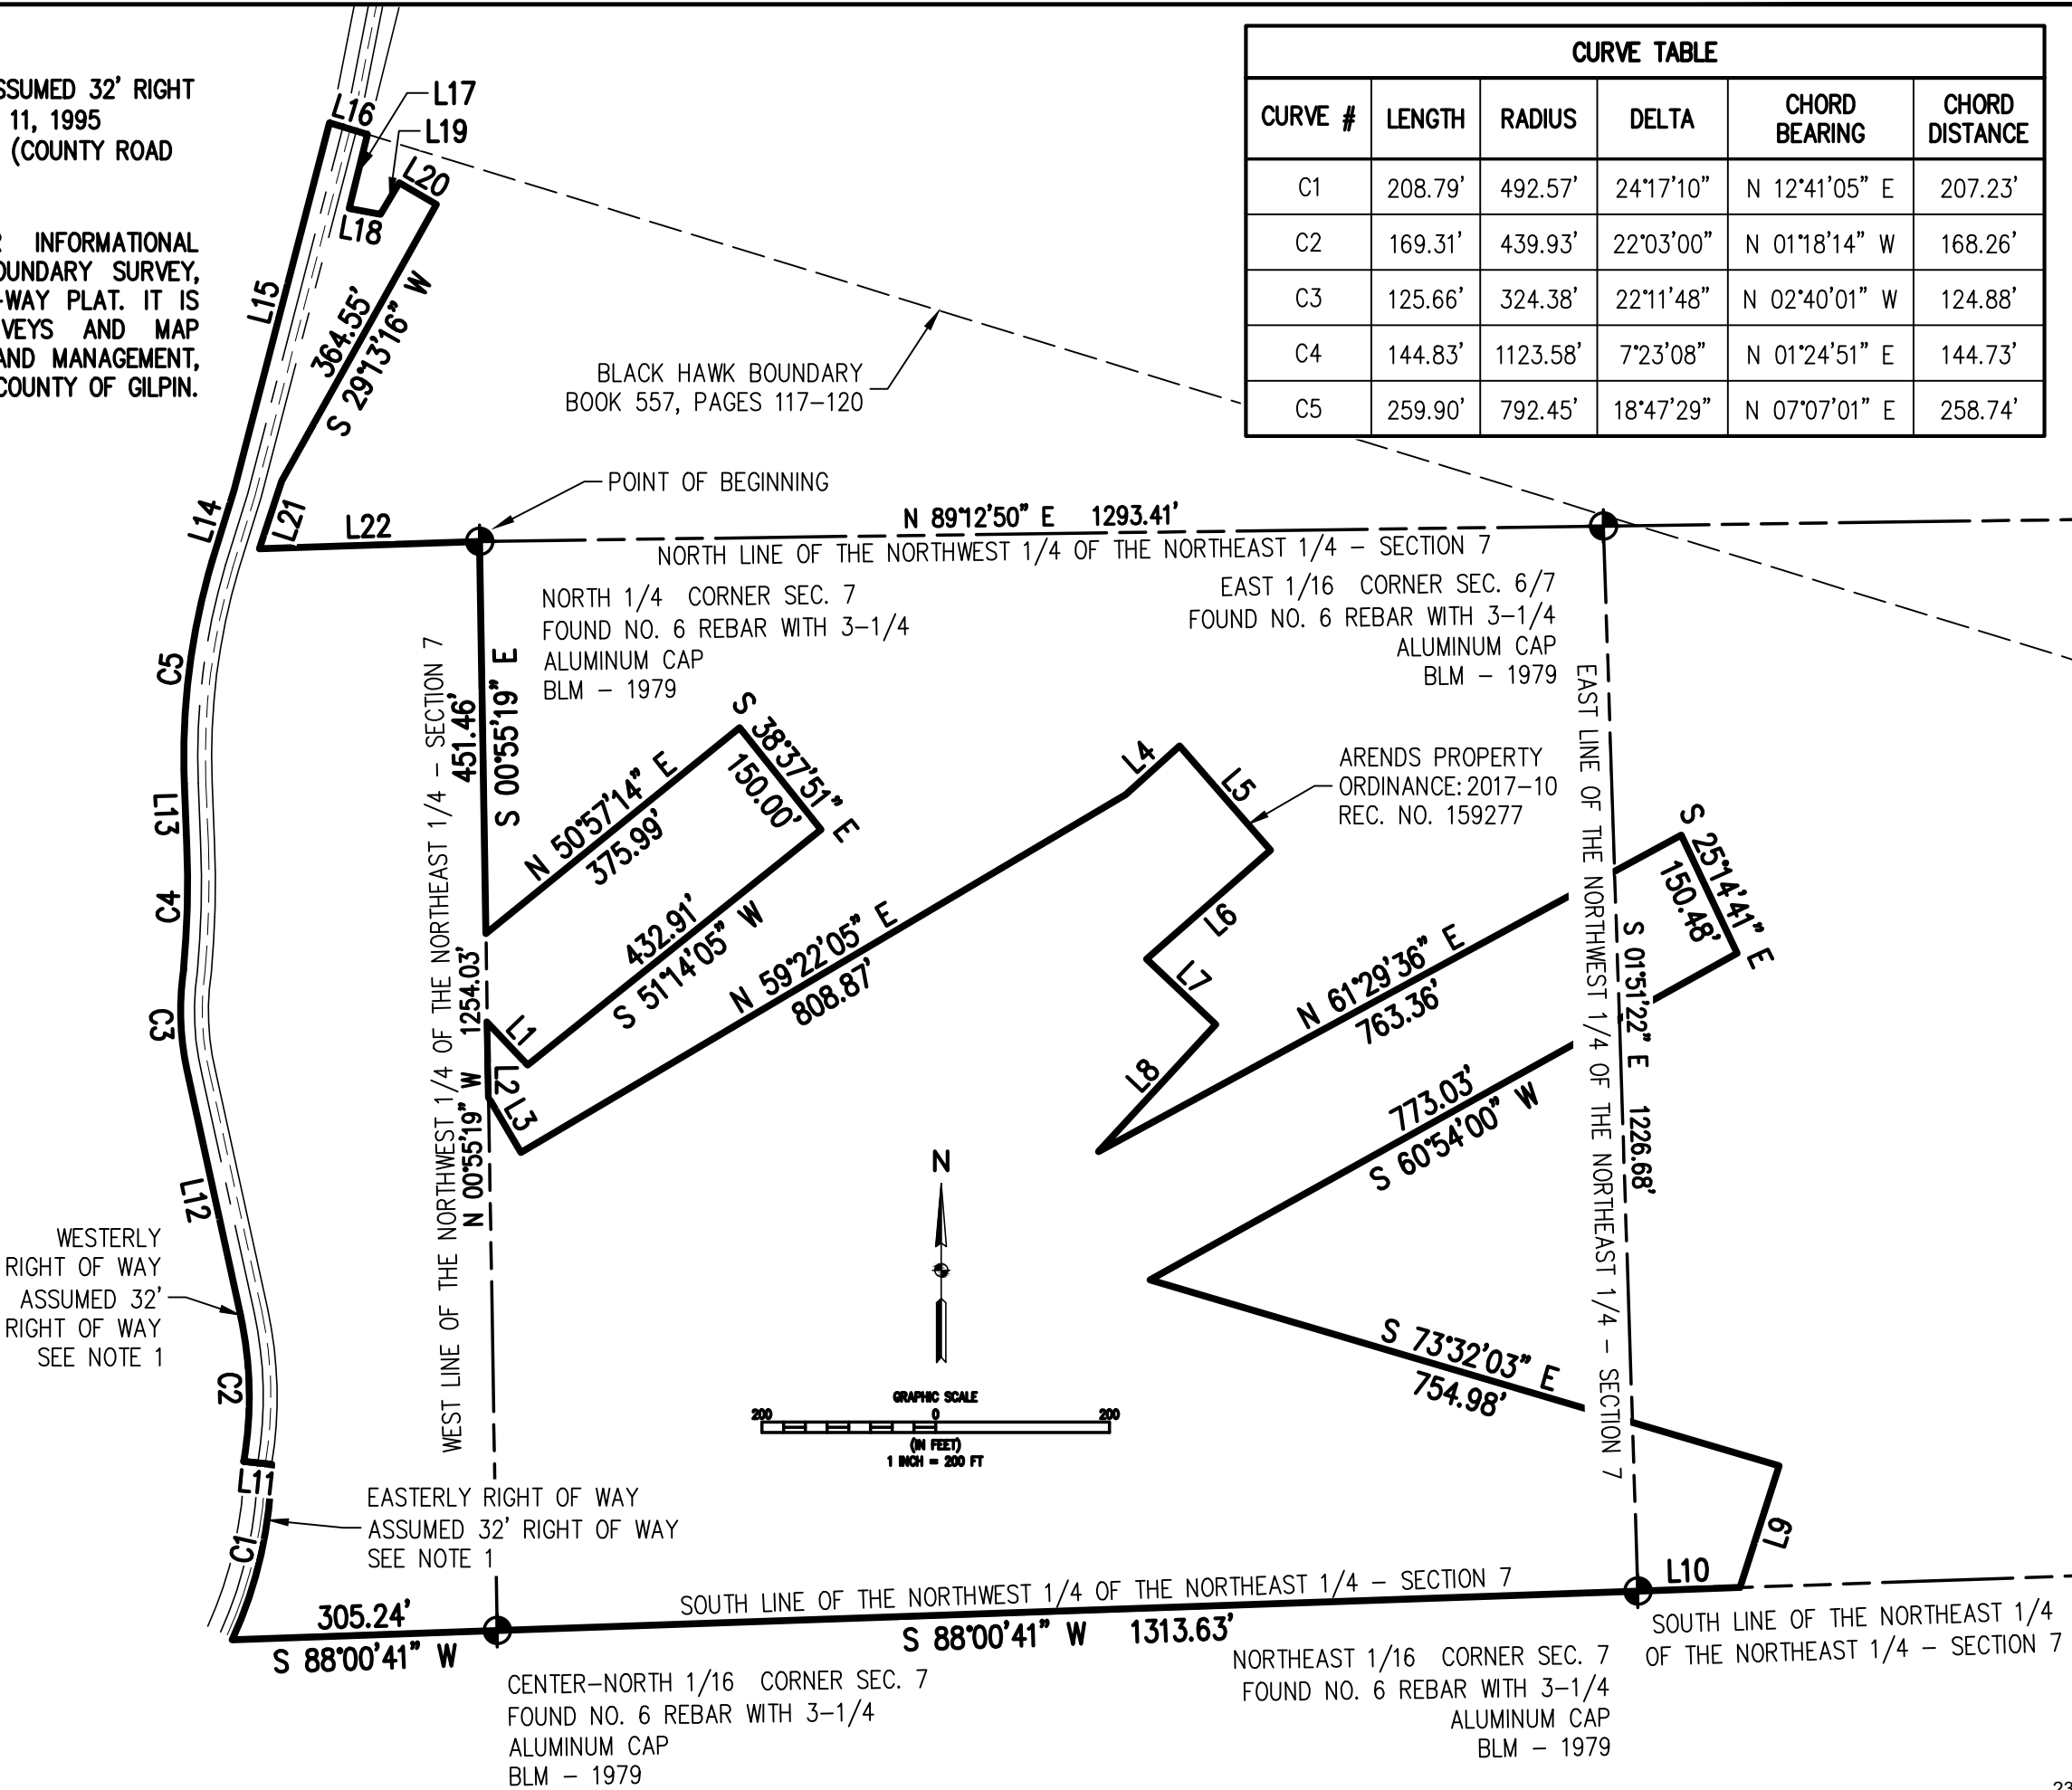 SSUMED 32' RIGHT
11, 1995
(COUNTY ROAD
INFORMATIONAL
OUNDARY SURVEY,
-WAY PLAT. IT IS
VEYS AND MAP
AND MANAGEMENT,
COUNTY OF GILPIN.
L16
L17
L19
L20
L18
L15
364.55'
S 29°13'16" W
L14
L21
L22
BLACK HAWK BOUNDARY
BOOK 557, PAGES 117-120
CURVE TABLE
CURVE # LENGTH RADIUS DELTA CHORD BEARING CHORD DISTANCE
C1 208.79' 492.57' 24°17'10" N 12°41'05" E 207.23'
C2 169.31' 439.93' 22°03'00" N 01°18'14" W 168.26'
C3 125.66' 324.38' 22°11'48" N 02°40'01" W 124.88'
C4 144.83' 1123.58' 7°23'08" N 01°24'51" E 144.73'
C5 259.90' 792.45' 18°47'29" N 07°07'01" E 258.74'
POINT OF BEGINNING
N 89°12'50" E 1293.41'
NORTH LINE OF THE NORTHWEST 1/4 OF THE NORTHEAST 1/4 - SECTION 7
NORTH 1/4 CORNER SEC. 7
FOUND NO. 6 REBAR WITH 3-1/4
ALUMINUM CAP
BLM - 1979
EAST 1/16 CORNER SEC. 6/7
FOUND NO. 6 REBAR WITH 3-1/4
ALUMINUM CAP
BLM - 1979
C5
L13
C4
C3
L12
C2
L11
C1
WEST LINE OF THE NORTHWEST 1/4 OF THE NORTHEAST 1/4 - SECTION 7
451.46'
S 00°55'19" E
N 00°55'19" W 1254.03'
N 50°57'14" E
375.99'
S 38°37'51" E
150.00'
432.91'
S 51°14'05" W
L1
L2
L3
N 59°22'05" E
808.87'
L4
L5
L6
L7
L8
ARENDS PROPERTY
ORDINANCE: 2017-10
REC. NO. 159277
EAST LINE OF THE NORTHWEST 1/4 OF THE NORTHEAST 1/4 - SECTION 7
S 01°51'22" E 1226.68'
N 61°29'36" E
763.36'
S 25°14'41" E
150.48'
773.03'
S 60°54'00" W
S 73°32'03" E
754.98'
L9
L10
N
GRAPHIC SCALE
200 0 200
(IN FEET)
1 INCH = 200 FT
WESTERLY
RIGHT OF WAY
ASSUMED 32'
RIGHT OF WAY
SEE NOTE 1
EASTERLY RIGHT OF WAY
ASSUMED 32' RIGHT OF WAY
SEE NOTE 1
305.24'
S 88°00'41" W
SOUTH LINE OF THE NORTHWEST 1/4 OF THE NORTHEAST 1/4 - SECTION 7
S 88°00'41" W 1313.63'
CENTER-NORTH 1/16 CORNER SEC. 7
FOUND NO. 6 REBAR WITH 3-1/4
ALUMINUM CAP
BLM - 1979
NORTHEAST 1/16 CORNER SEC. 7
FOUND NO. 6 REBAR WITH 3-1/4
ALUMINUM CAP
BLM - 1979
SOUTH LINE OF THE NORTHEAST 1/4
OF THE NORTHEAST 1/4 - SECTION 7